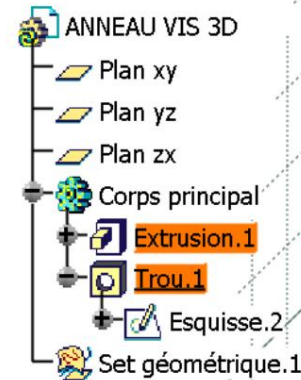 ANNEAU VIS 3D
Plan xy
Plan yz
Plan zx
Corps principal
Extrusion.1
Trou.1
Esquisse.2
Set géométrique.1